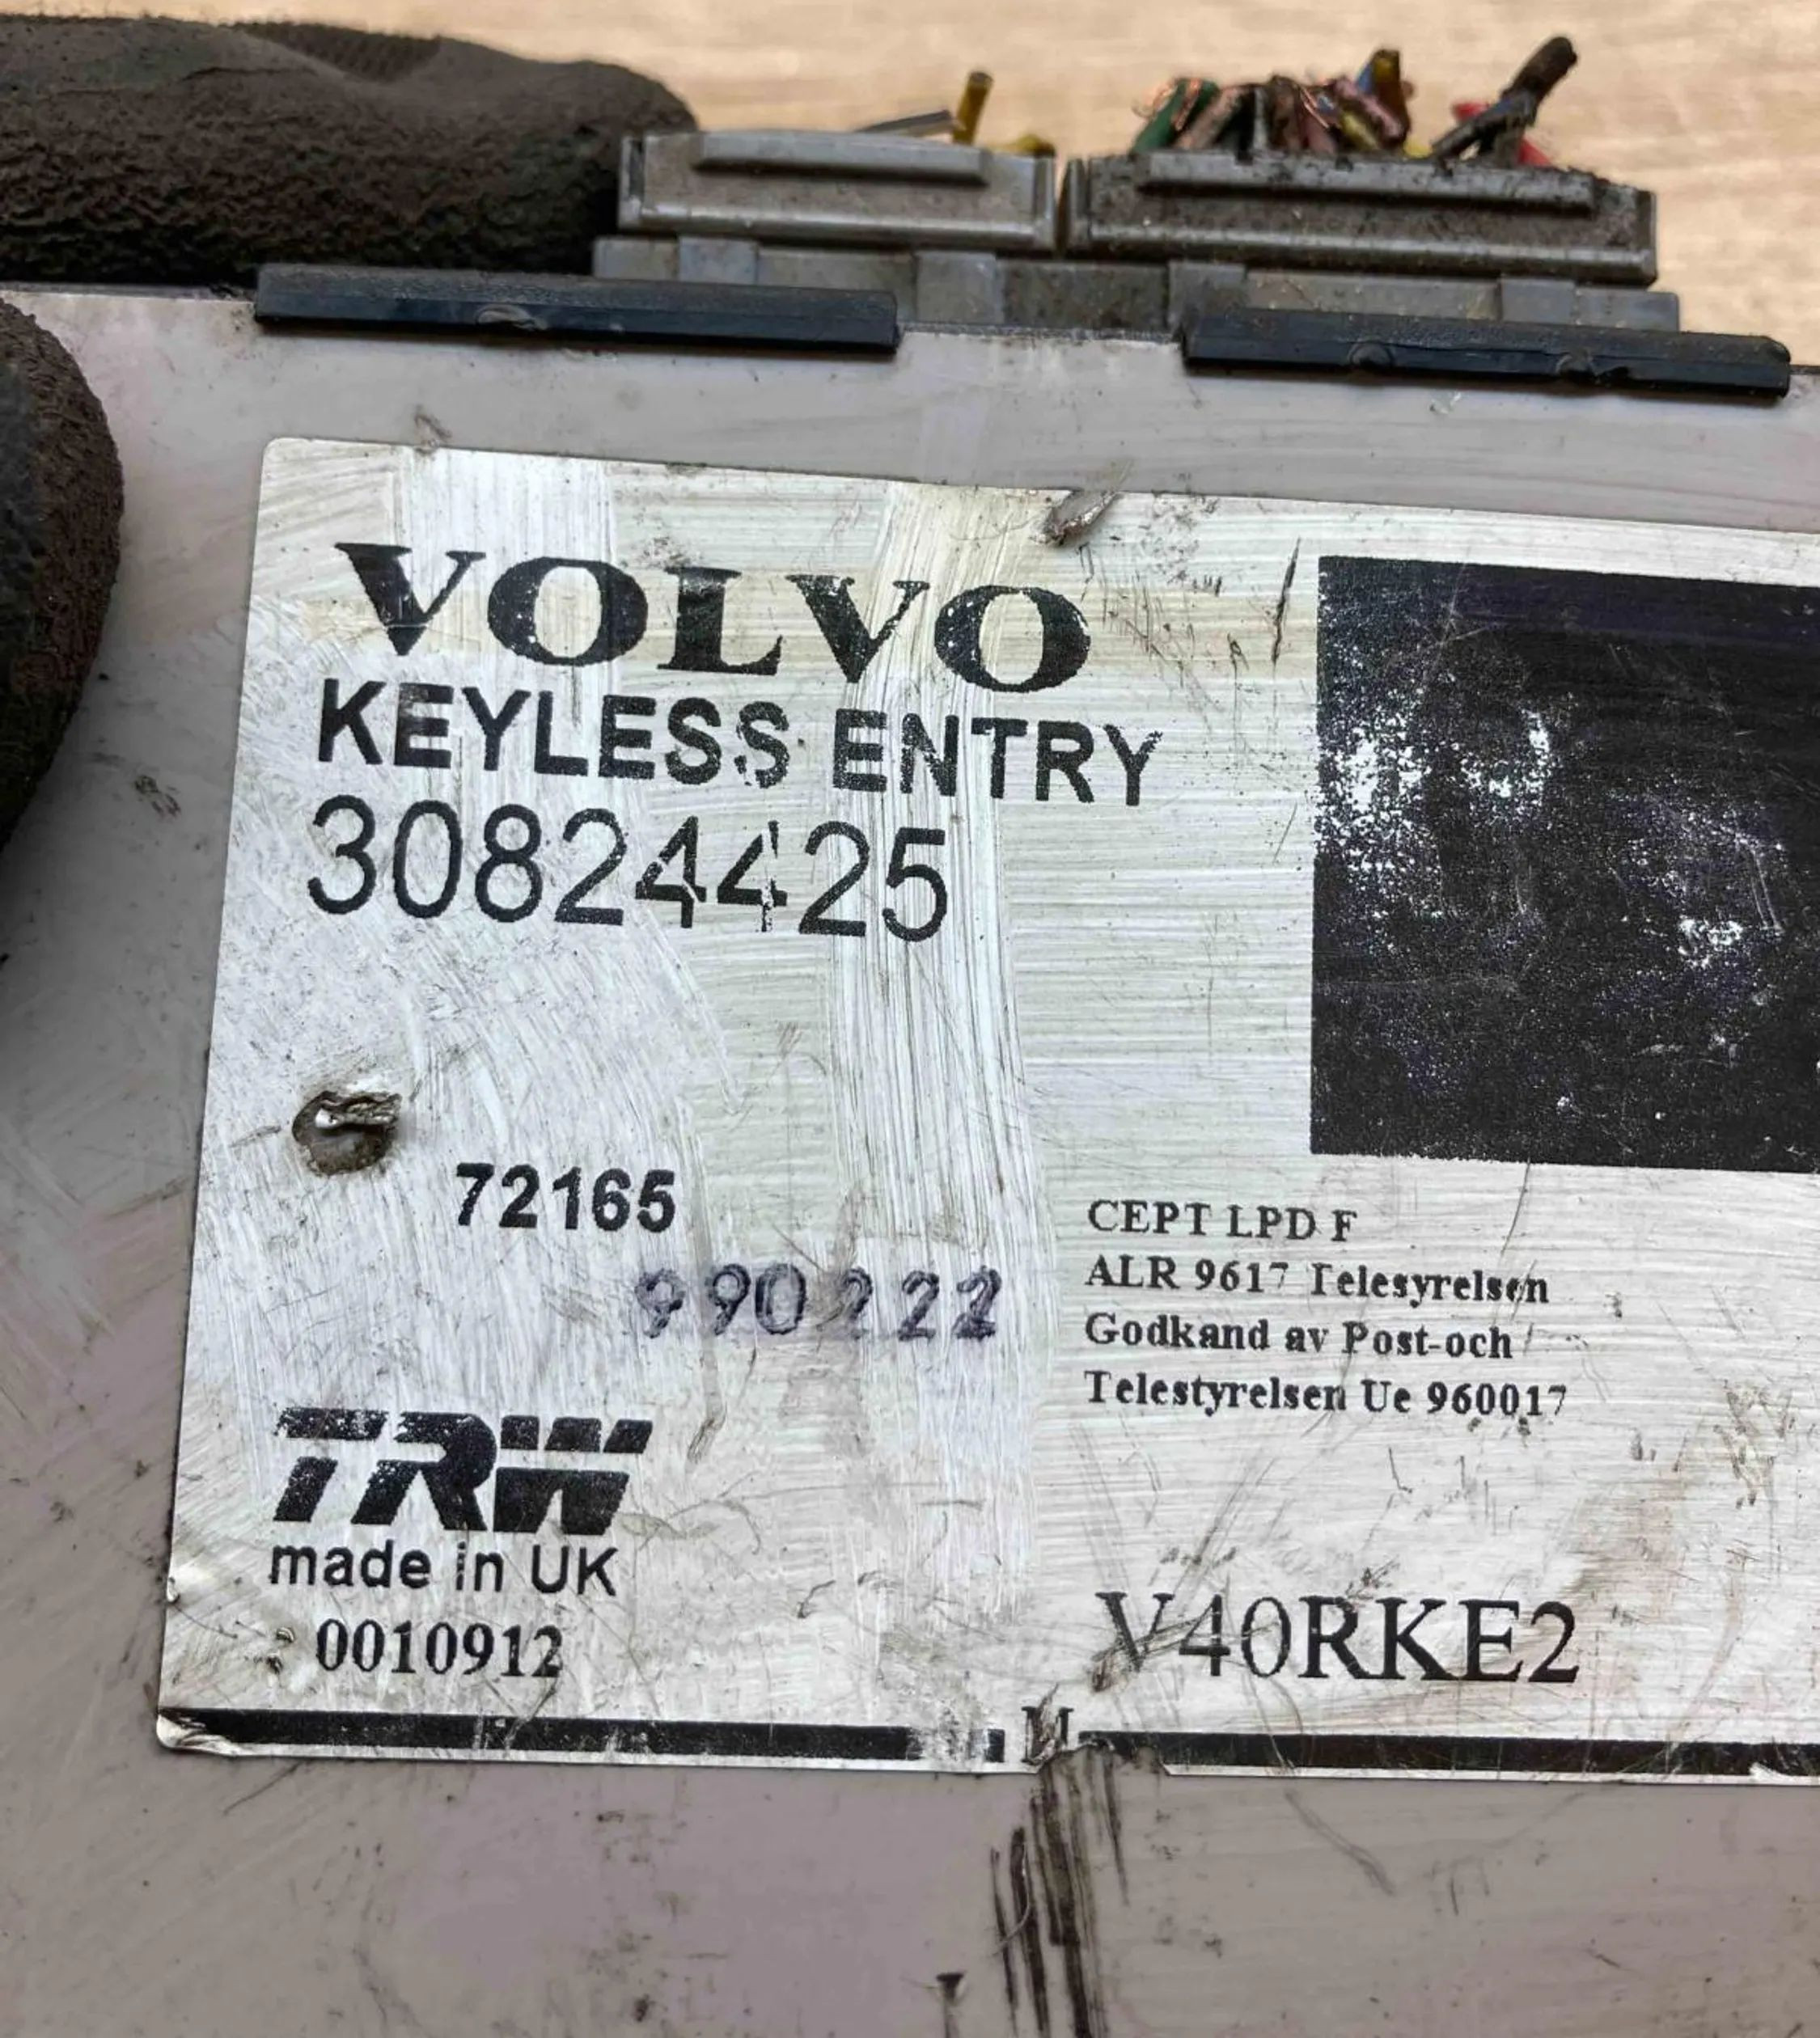 VOLVO
KEYLESS ENTRY
30824425
72165
990222
CEPT LPD F
ALR 9617 Telesyrelsen
Godkand av Post-och
Telestyrelsen Ue 960017
TRW
made in UK
0010912
V40RKE2